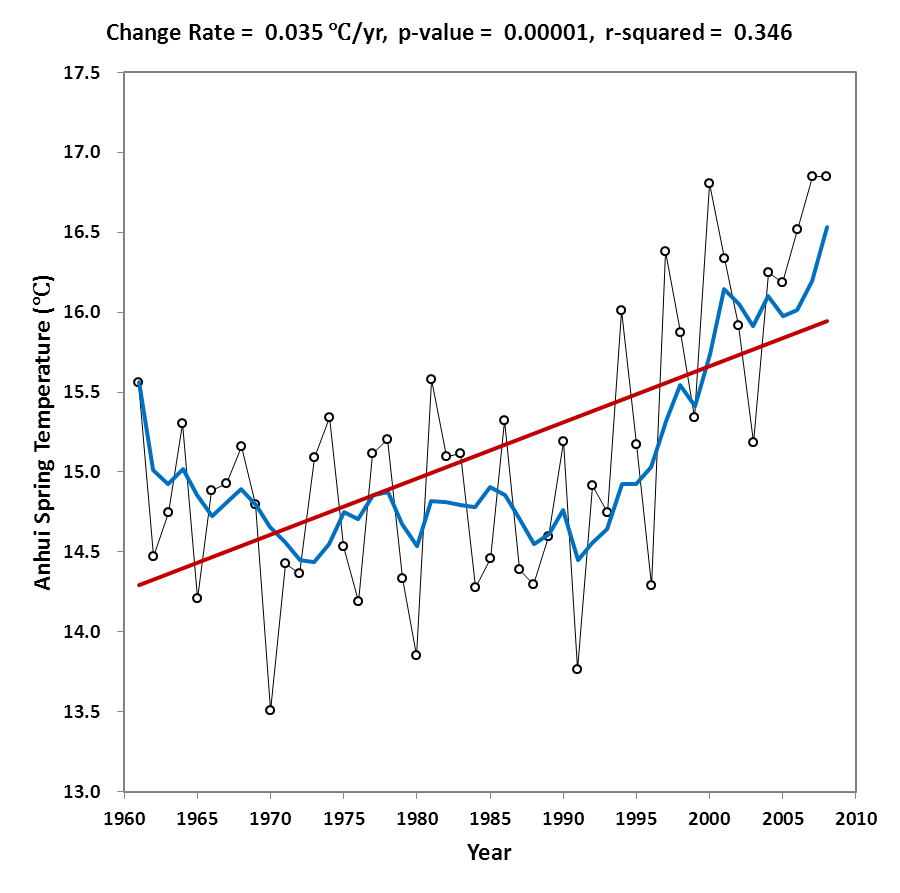 Change Rate = 0.035 ℃/yr, p-value = 0.00001, r-squared = 0.346
17.5
17.0
16.5
16.0
15.5
15.0
14.5
14.0
13.5
13.0
Anhui Spring Temperature (℃)
1960 1965 1970 1975 1980 1985 1990 1995 2000 2005 2010
Year